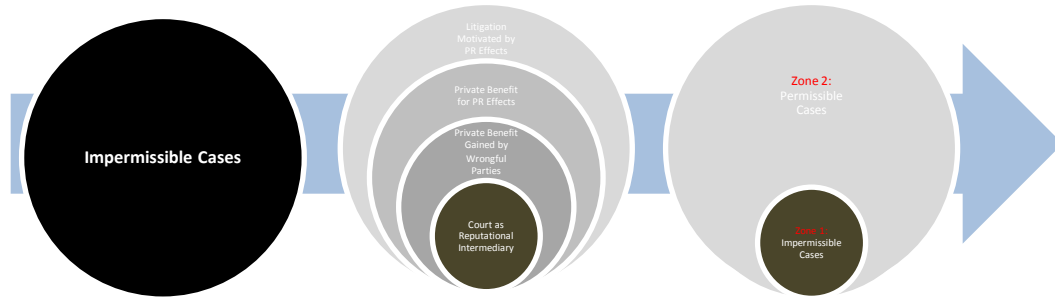 Impermissible Cases
Litigation
Motivated by
PR Effects
Private Benefit
for PR Effects
Private Benefit
Gained by
Wrongful
Parties
Court as
Reputational
Intermediary
Zone 2:
Permissible
Cases
Zone 1:
Impermissible
Cases